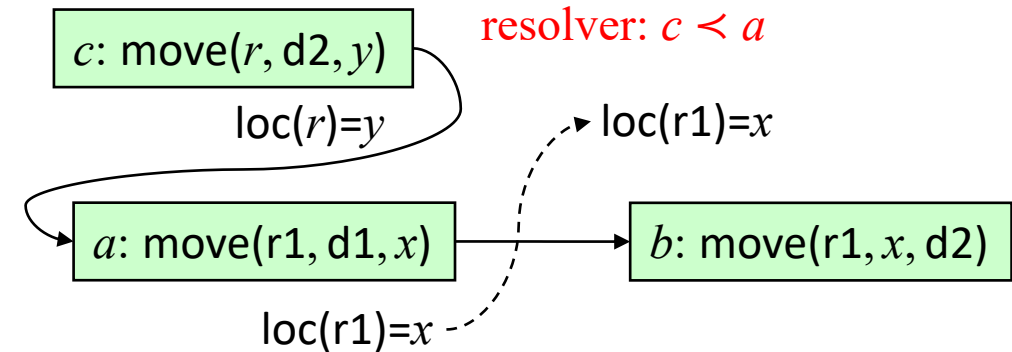 resolver: c ≺ a
c: move(r, d2, y)
loc(r)=y
loc(r1)=x
a: move(r1, d1, x)
b: move(r1, x, d2)
loc(r1)=x